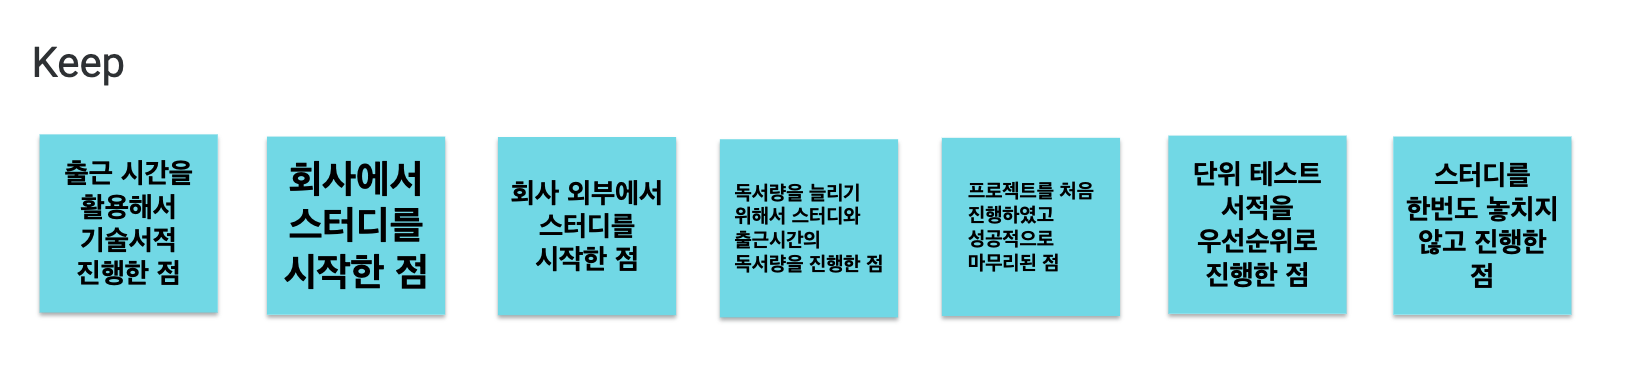 Keep
출근 시간을
활용해서
기술서적
진행한 점
회사에서
스터디를
시작한 점
회사 외부에서
스터디를
시작한 점
독서량을 늘리기
위해서 스터디와
출근시간의
독서량을 진행한 점
프로젝트를 처음
진행하였고
성공적으로
마무리된 점
단위 테스트
서적을
우선순위로
진행한 점
스터디를
한번도 놓치지
않고 진행한
점